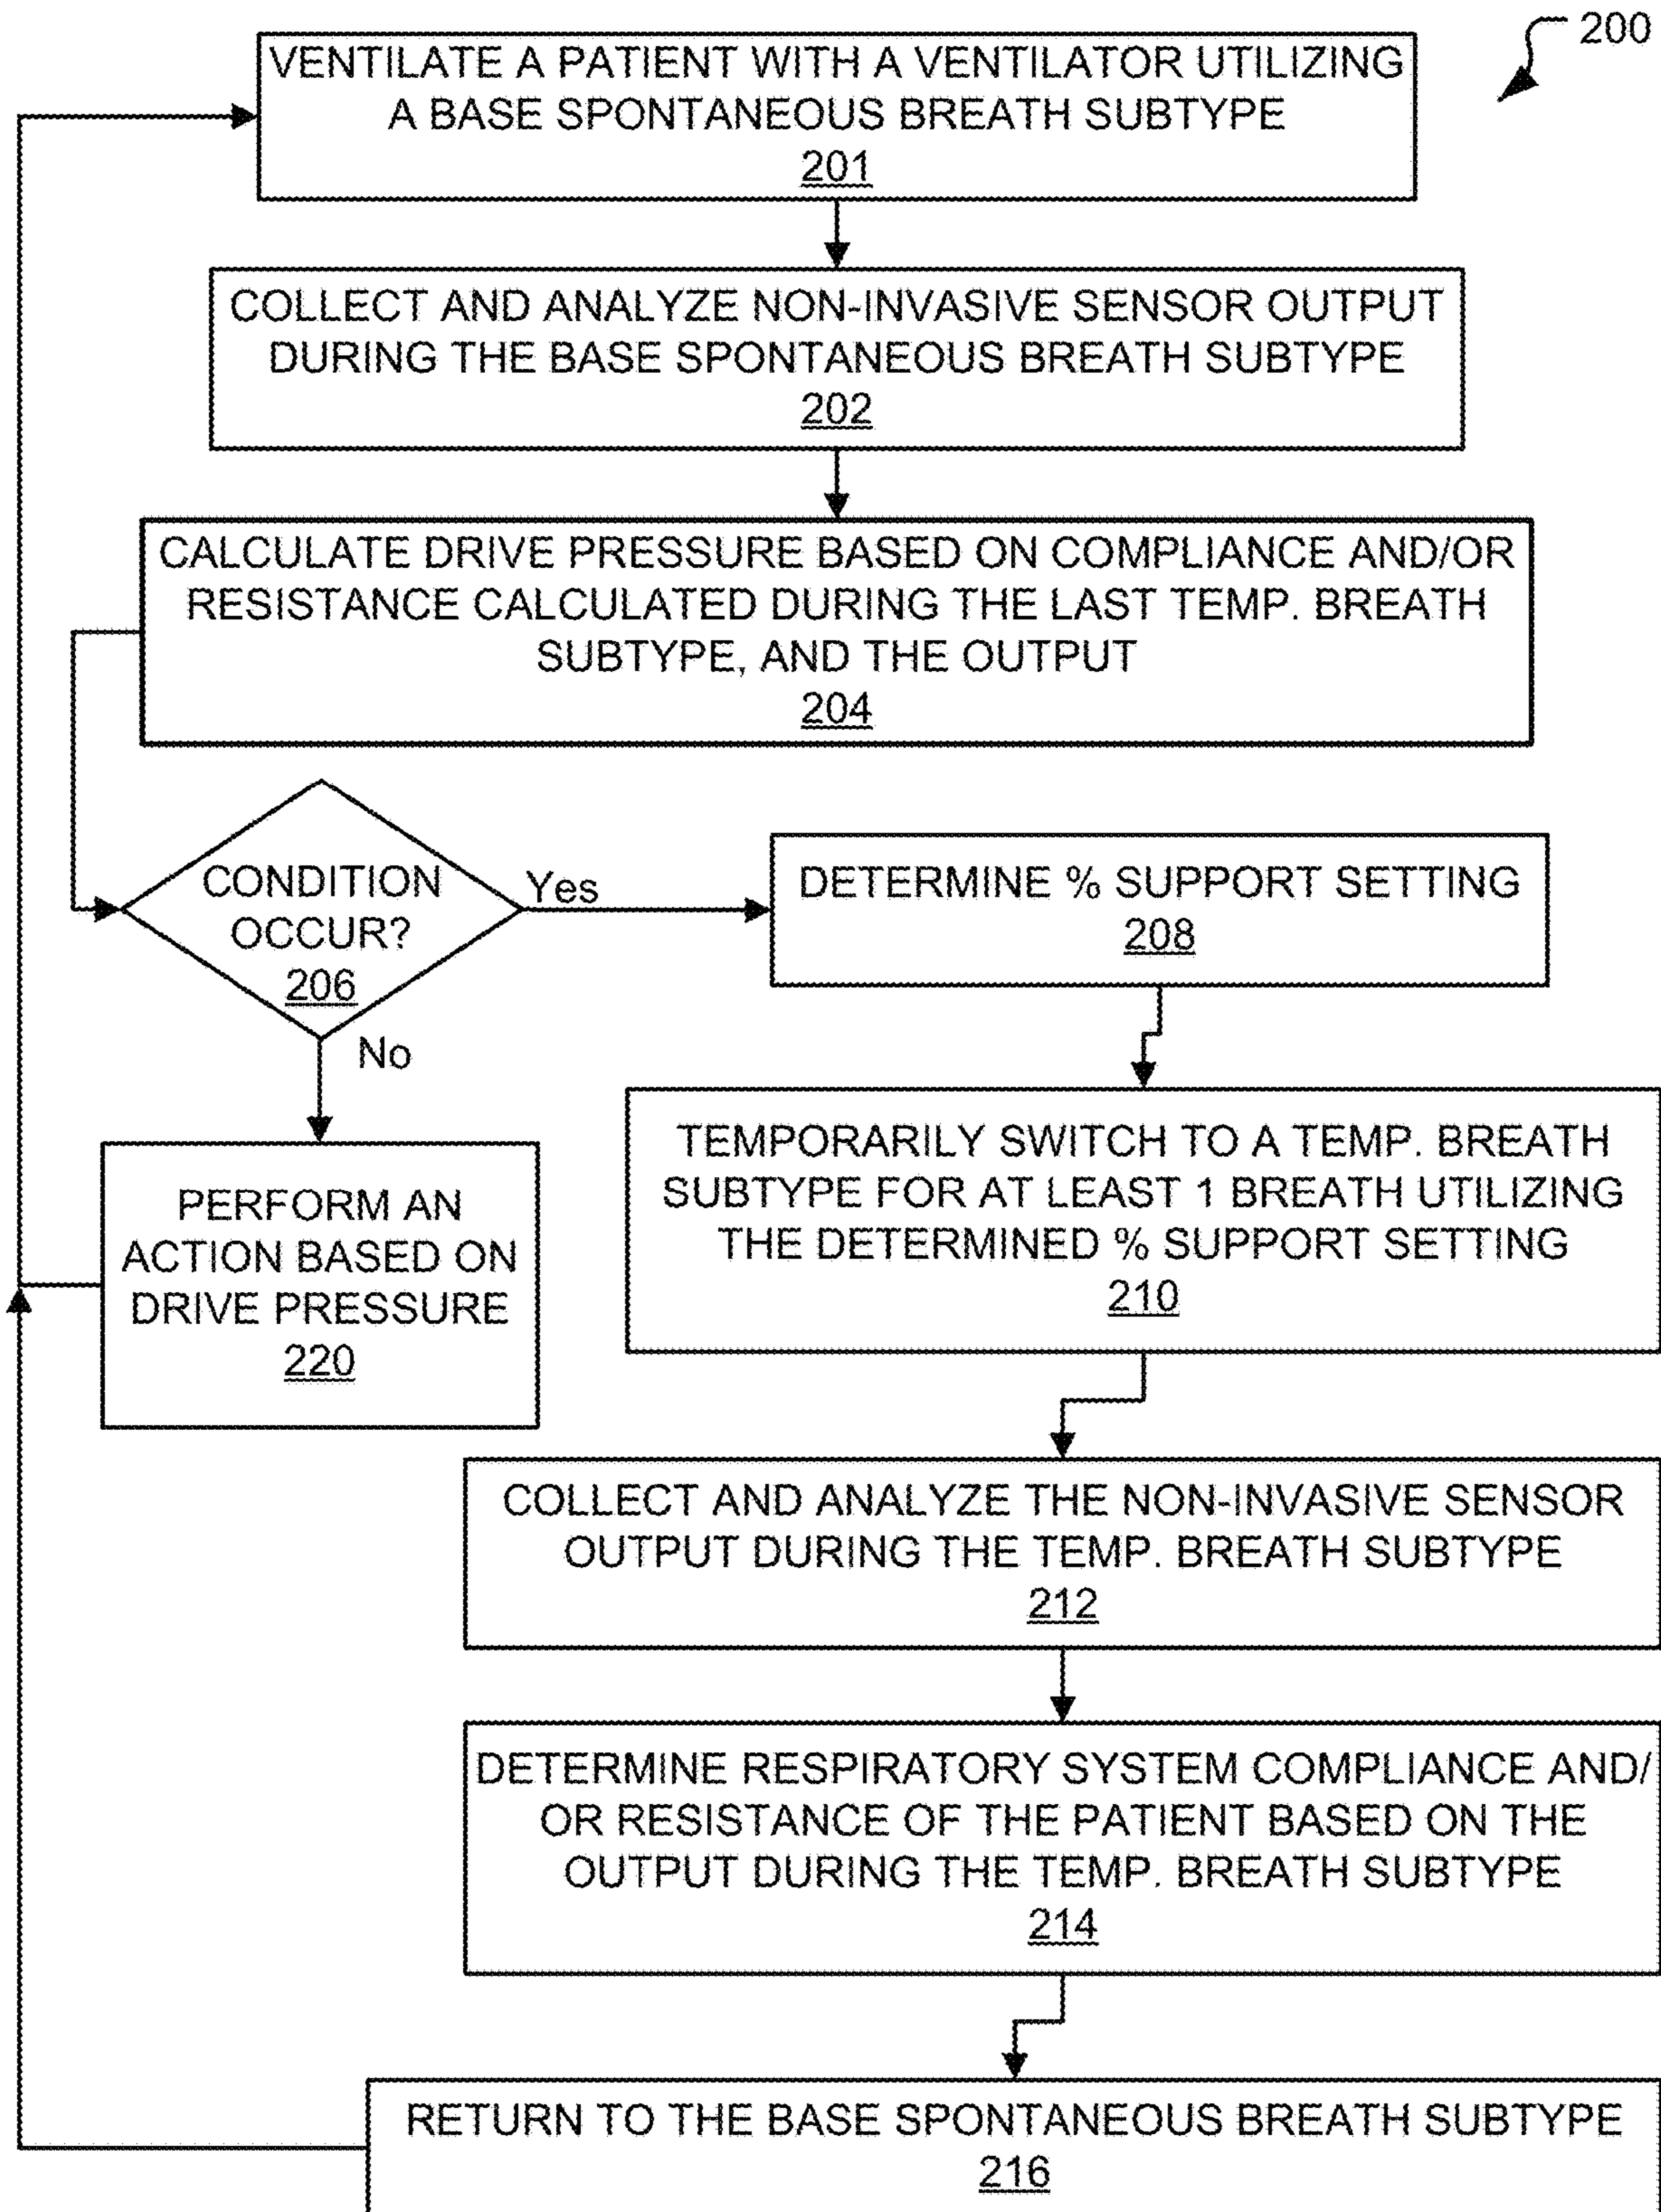 200
VENTILATE A PATIENT WITH A VENTILATOR UTILIZING
A BASE SPONTANEOUS BREATH SUBTYPE
201
COLLECT AND ANALYZE NON-INVASIVE SENSOR OUTPUT
DURING THE BASE SPONTANEOUS BREATH SUBTYPE
202
CALCULATE DRIVE PRESSURE BASED ON COMPLIANCE AND/OR
RESISTANCE CALCULATED DURING THE LAST TEMP. BREATH
SUBTYPE, AND THE OUTPUT
204
CONDITION
OCCUR?
206
Yes
No
DETERMINE % SUPPORT SETTING
208
TEMPORARILY SWITCH TO A TEMP. BREATH
SUBTYPE FOR AT LEAST 1 BREATH UTILIZING
THE DETERMINED % SUPPORT SETTING
210
PERFORM AN
ACTION BASED ON
DRIVE PRESSURE
220
COLLECT AND ANALYZE THE NON-INVASIVE SENSOR
OUTPUT DURING THE TEMP. BREATH SUBTYPE
212
DETERMINE RESPIRATORY SYSTEM COMPLIANCE AND/
OR RESISTANCE OF THE PATIENT BASED ON THE
OUTPUT DURING THE TEMP. BREATH SUBTYPE
214
RETURN TO THE BASE SPONTANEOUS BREATH SUBTYPE
216